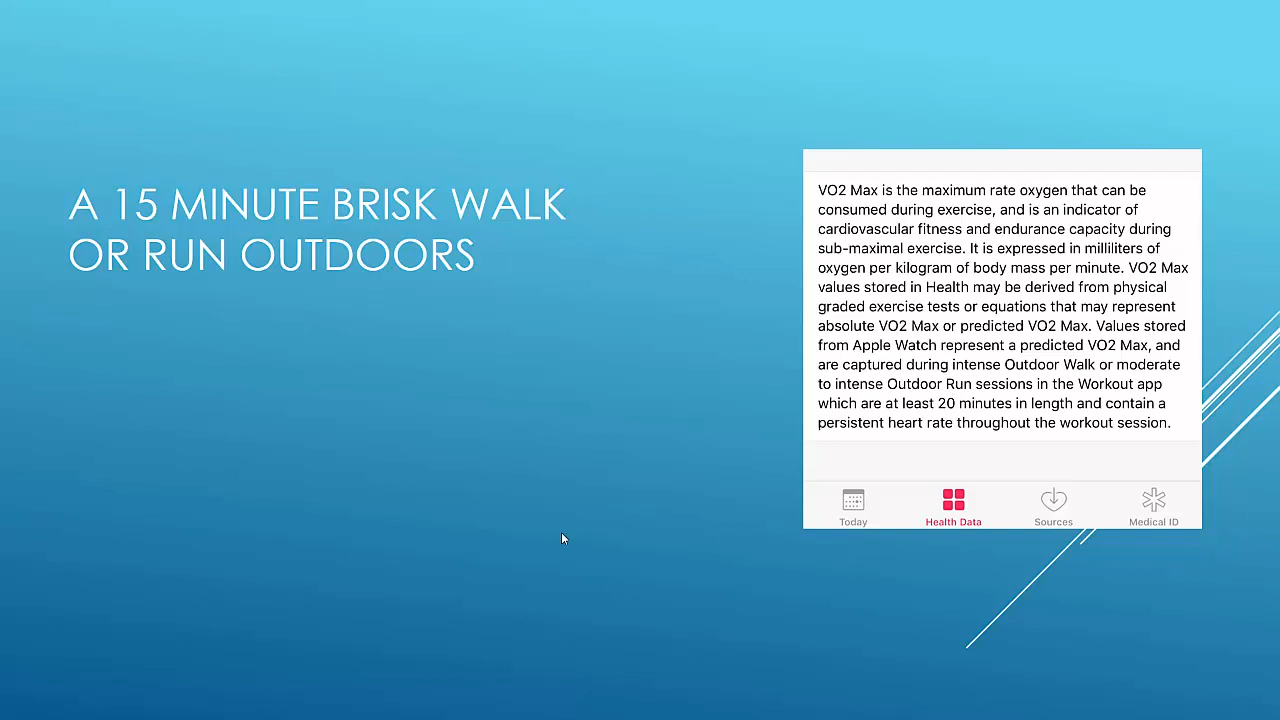 A 15 MINUTE BRISK WALK
OR RUN OUTDOORS
VO2 Max is the maximum rate oxygen that can be
consumed during exercise, and is an indicator of
cardiovascular fitness and endurance capacity during
sub-maximal exercise. It is expressed in milliliters of
oxygen per kilogram of body mass per minute. VO2 Max
values stored in Health may be derived from physical
graded exercise tests or equations that may represent
absolute VO2 Max or predicted VO2 Max. Values stored
from Apple Watch represent a predicted VO2 Max, and
are captured during intense Outdoor Walk or moderate
to intense Outdoor Run sessions in the Workout app
which are at least 20 minutes in length and contain a
persistent heart rate throughout the workout session.
Today Health Data Sources Medical ID